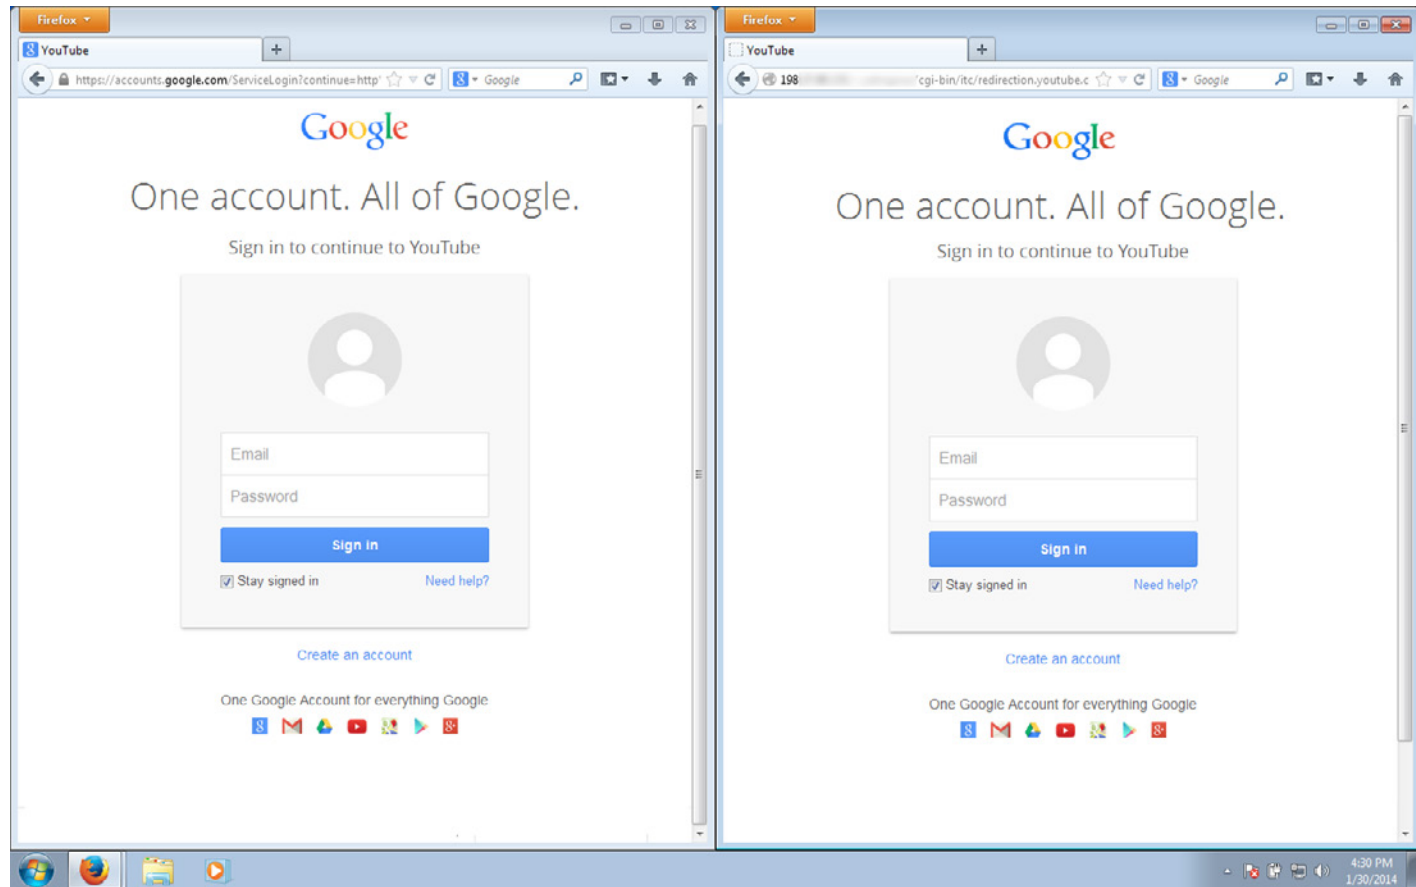 Firefox
YouTube
https://accounts.google.com/ServiceLogin?continue=http'
Google
Google
One account. All of Google.
Sign in to continue to YouTube
Email
Password
Sign in
Stay signed in
Need help?
Create an account
One Google Account for everything Google
Firefox
YouTube
198
/cgi-bin/itc/redirection.youtube.c
Google
Google
One account. All of Google.
Sign in to continue to YouTube
Email
Password
Sign in
Stay signed in
Need help?
Create an account
One Google Account for everything Google
4:30 PM
1/30/2014